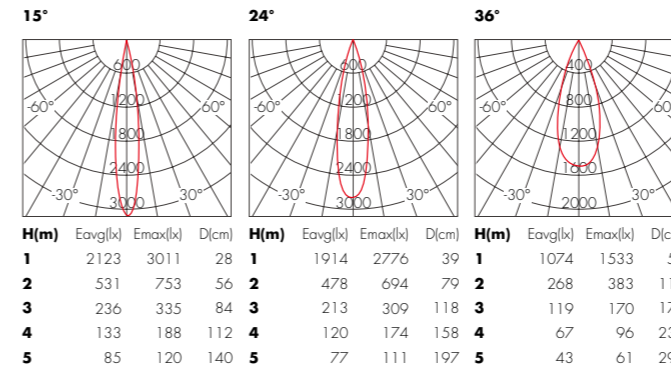 15° 24° 36°
600 600 400
1200 1200 800
1800 1800 1200
2400 2400 1600
3000 3000 2000
-60° 60° -60° 60° -60° 60°
-30° 30° -30° 30° -30° 30°
H(m) Eavg(lx) Emax(lx) D(cm) H(m) Eavg(lx) Emax(lx) D(cm) H(m) Eavg(lx) Emax(lx)
1 2123 3011 28 1 1914 2776 39 1 1074 1533
2 531 753 56 2 478 694 79 2 268 383
3 236 335 84 3 213 309 118 3 119 170
4 133 188 112 4 120 174 158 4 67 96
5 85 120 140 5 77 111 197 5 43 61